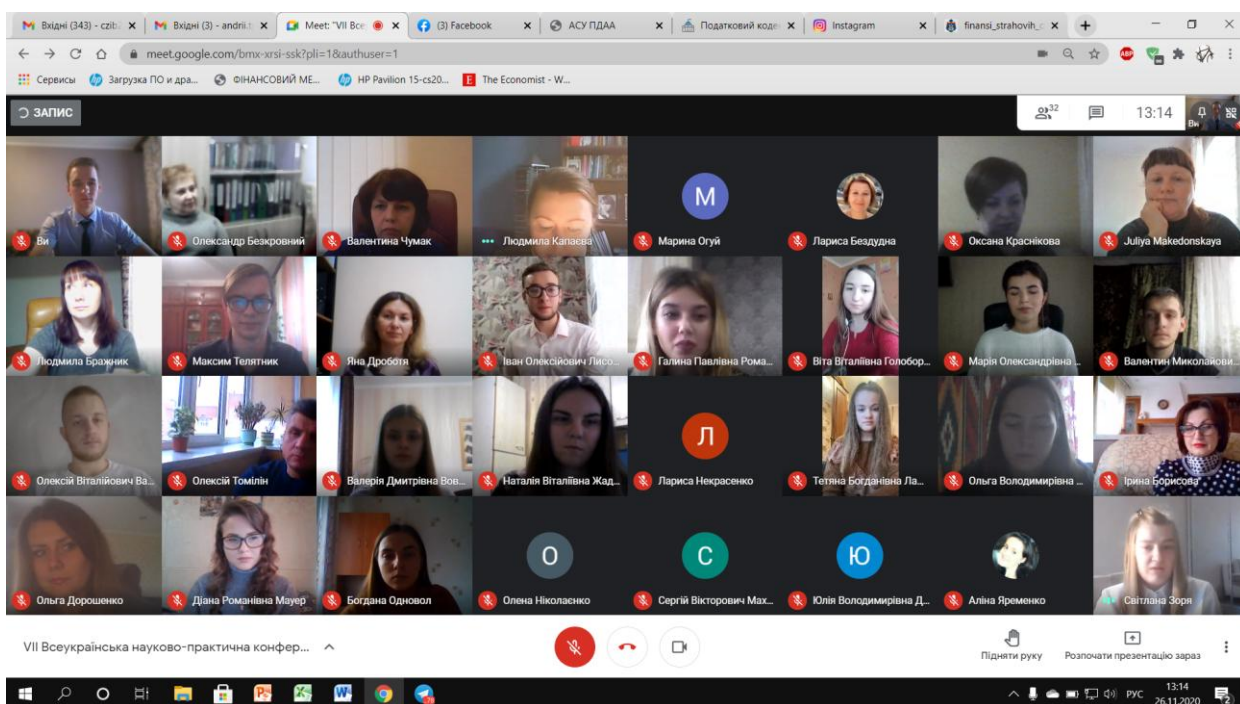 Вхідні (343) - czib
Вхідні (3) - andrii.t
Meet: "VII Все
(3) Facebook
АСУ ПДАА
Податковий коде
Instagram
finansi_strahovih_
meet.google.com/bmx-xrsi-ssk?pli=1&authuser=1
ABP
Сервисы
Загрузка ПО и дра...
ФІНАНСОВИЙ МЕ...
HP Pavilion 15-cs20...
E The Economist - W...
ЗАПИС
32
13:14
Ви
Ви
Олександр Безкровний
Валентина Чумак
Людмила Капаєва
М
Марина Огуй
Лариса Бездудна
Оксана Краснікова
Juliya Makedonskaya
Людмила Бражник
Максим Телятник
Яна Дроботя
Іван Олексійович Лисо...
Галина Павлівна Рома...
Віта Віталіївна Голобор...
Марія Олександрівна ...
Валентин Миколайови...
Олексій Віталійович Ва...
Олексій Томілін
Валерія Дмитрівна Вов...
Наталія Віталіївна Жад...
Л
Лариса Некрасенко
Тетяна Богданівна Ла...
Ольга Володимирівна ...
Ірина Борисова
Ольга Дорошенко
Діана Романівна Мауер
Богдана Одновол
О
Олена Ніколаєнко
С
Сергій Вікторович Мах...
Ю
Юлія Володимирівна Д...
Аліна Яременко
Світлана Зоря
VII Всеукраїнська науково-практична конфер...
Підняти руку
Розпочати презентацію зараз
РУС
13:14
26.11.2020